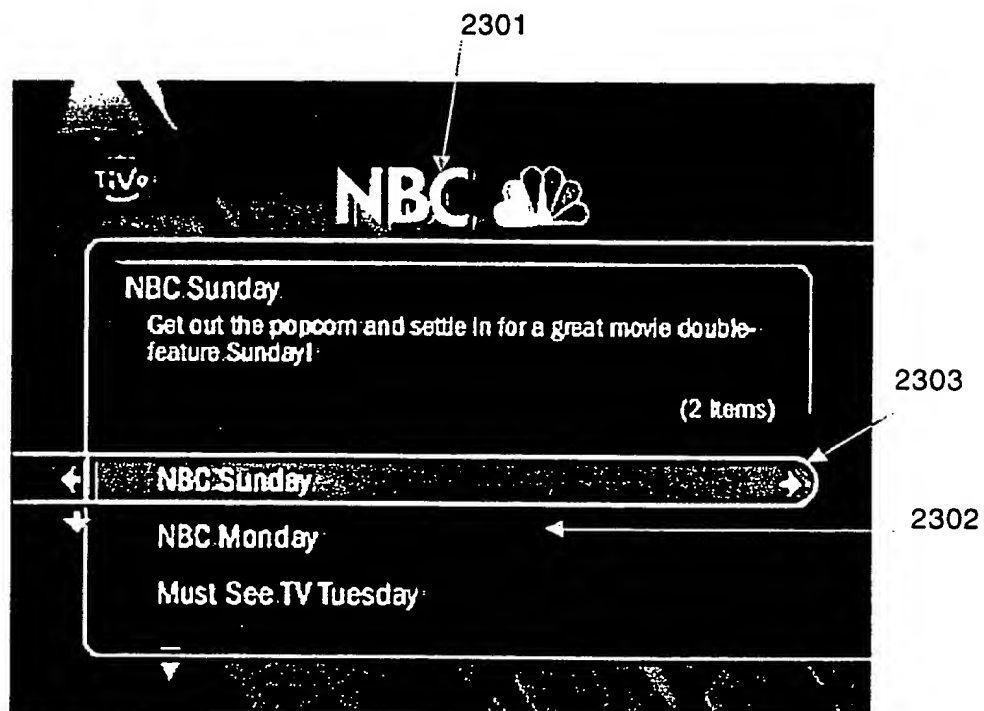 2301
TiVo
NBC
NBC Sunday
Get out the popcorn and settle in for a great movie double-
feature Sunday!
(2 items)
2303
NBC Sunday
2302
NBC Monday
Must See TV Tuesday